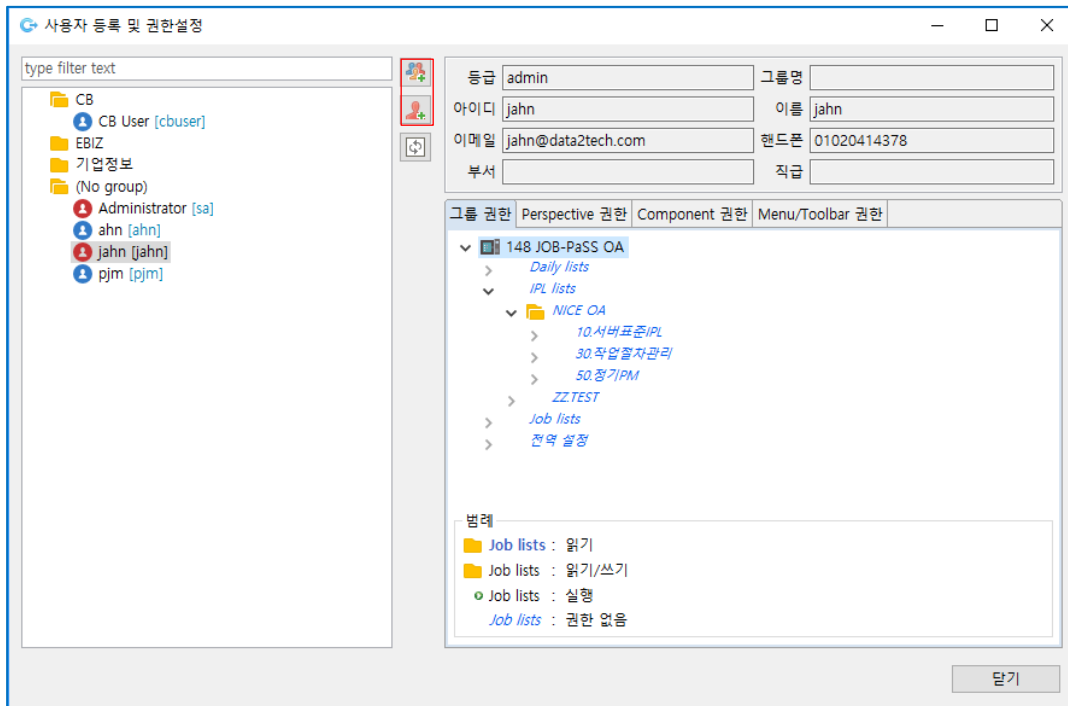 사용자 등록 및 권한설정
type filter text
CB
CB User [cbuser]
EBIZ
기업정보
(No group)
Administrator [sa]
ahn [ahn]
jahn [jahn]
pjm [pjm]
등급 admin 그룹명
아이디 jahn 이름 jahn
이메일 jahn@data2tech.com 핸드폰 01020414378
부서 직급
그룹 권한 Perspective 권한 Component 권한 Menu/Toolbar 권한
148 JOB-PaSS OA
Daily lists
IPL lists
NICE OA
10.서버표준IPL
30.작업절차관리
50.정기PM
ZZ.TEST
Job lists
전역 설정
범례
Job lists : 읽기
Job lists : 읽기/쓰기
Job lists : 실행
Job lists : 권한 없음
닫기